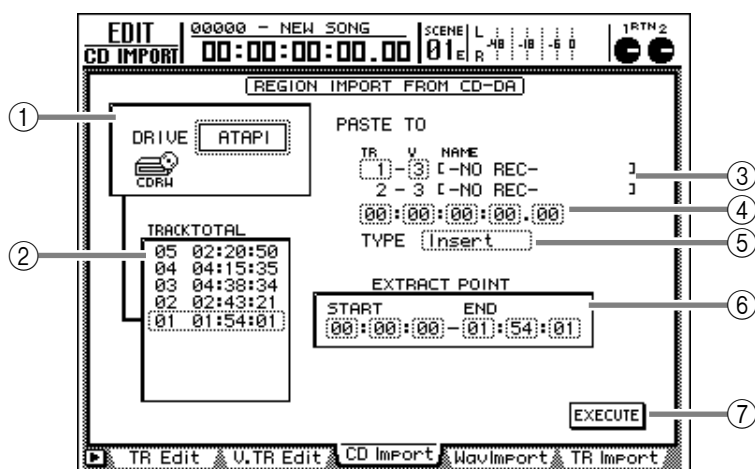 EDIT
CD IMPORT
00000 - NEW SONG
00:00:00:00.00
SCENE
01E
L
R
-48 -18 -6 0
1 RTN 2
REGION IMPORT FROM CD-DA
1
DRIVE ATAPI
CDRW
PASTE TO
TR V NAME
1 - 3 [-NO REC- ]
2 - 3 [-NO REC- ]
3
00:00:00:00.00
4
TYPE Insert
5
2
TRACK TOTAL
05 02:20:50
04 04:15:35
03 04:38:34
02 02:43:21
01 01:54:01
EXTRACT POINT
START END
00:00:00-01:54:01
6
EXECUTE
7
TR Edit V.TR Edit CD Import WavImport TR Import